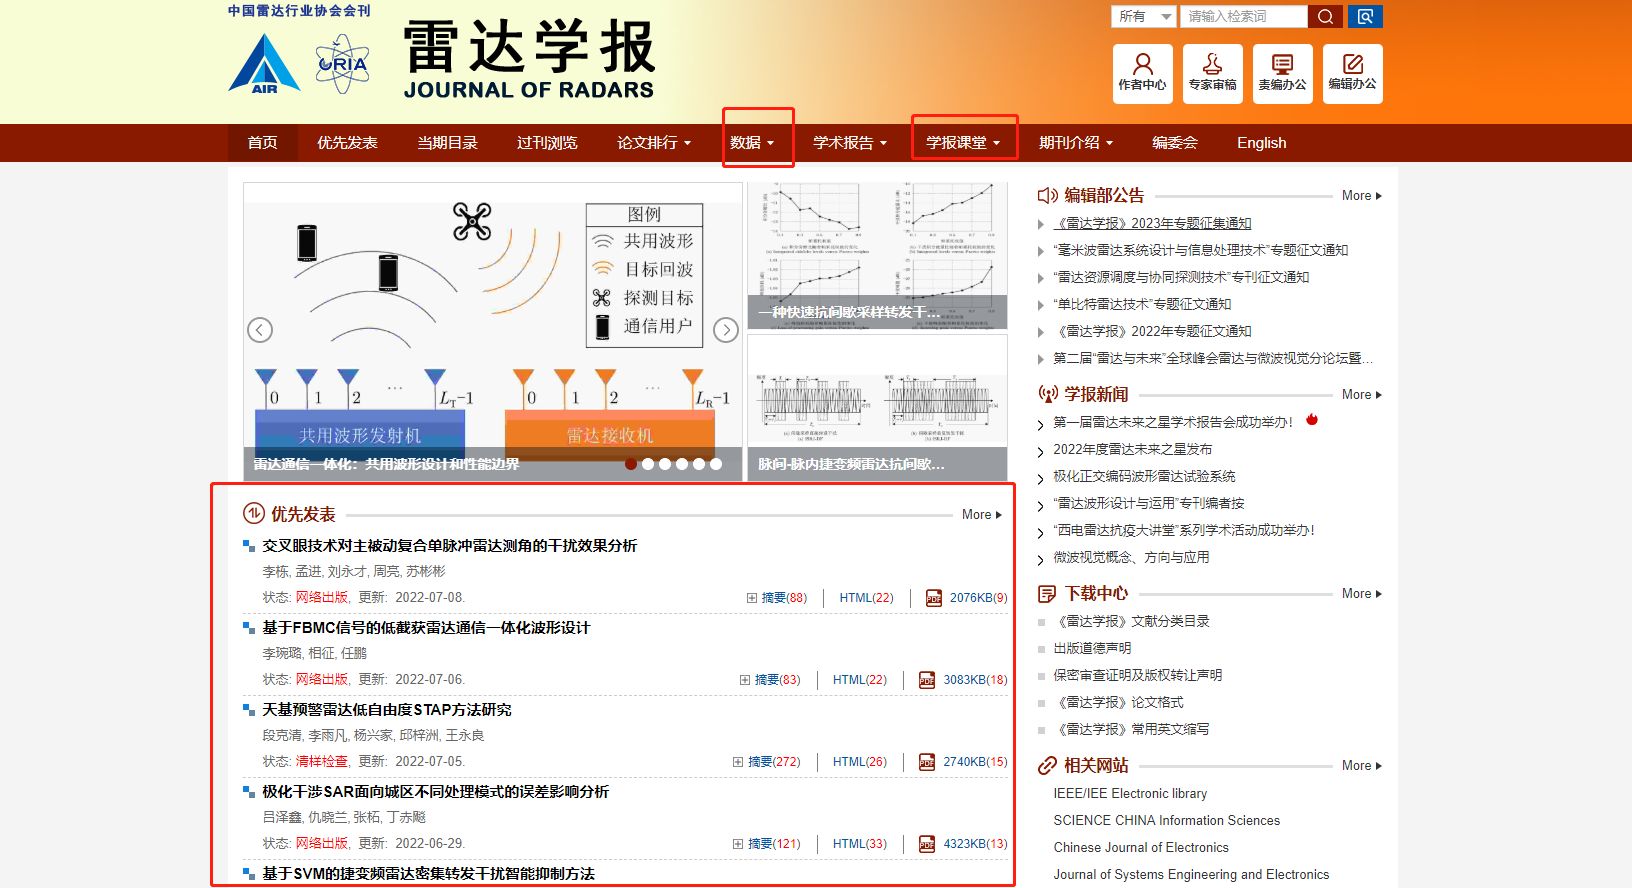 中国雷达行业协会会刊
雷达学报
JOURNAL OF RADARS
AIR
CRIA
所有
请输入检索词
作者中心
专家审稿
责编办公
编辑办公
首页
优先发表
当期目录
过刊浏览
论文排行
数据
学术报告
学报课堂
期刊介绍
编委会
English
图例
共用波形
目标回波
探测目标
通信用户
0 1 2 … LT-1
0 1 2 … LR-1
共用波形发射机
雷达接收机
雷达通信一体化：共用波形设计和性能边界
一种快速抗间歇采样转发干...
脉间-脉内捷变频雷达抗间歇...
优先发表
More
交叉眼技术对主被动复合单脉冲雷达测角的干扰效果分析
李栋, 孟进, 刘永才, 周亮, 苏彬彬
状态: 网络出版, 更新: 2022-07-08.
摘要(88) HTML(22) PDF 2076KB(9)
基于FBMC信号的低截获雷达通信一体化波形设计
李琬璐, 相征, 任鹏
状态: 网络出版, 更新: 2022-07-06.
摘要(83) HTML(22) PDF 3083KB(18)
天基预警雷达低自由度STAP方法研究
段克清, 李雨凡, 杨兴家, 邱梓洲, 王永良
状态: 清样检查, 更新: 2022-07-05.
摘要(272) HTML(26) PDF 2740KB(15)
极化干涉SAR面向城区不同处理模式的误差影响分析
吕泽鑫, 仇晓兰, 张柘, 丁赤飚
状态: 网络出版, 更新: 2022-06-29.
摘要(121) HTML(33) PDF 4323KB(13)
基于SVM的捷变频雷达密集转发干扰智能抑制方法
编辑部公告
More
《雷达学报》2023年专题征集通知
“毫米波雷达系统设计与信息处理技术”专题征文通知
“雷达资源调度与协同探测技术”专刊征文通知
“单比特雷达技术”专题征文通知
《雷达学报》2022年专题征文通知
第二届“雷达与未来”全球峰会雷达与微波视觉分论坛暨...
学报新闻
More
第一届雷达未来之星学术报告会成功举办！
2022年度雷达未来之星发布
极化正交编码波形雷达试验系统
“雷达波形设计与运用”专刊编者按
“西电雷达抗疫大讲堂”系列学术活动成功举办！
微波视觉概念、方向与应用
下载中心
More
《雷达学报》文献分类目录
出版道德声明
保密审查证明及版权转让声明
《雷达学报》论文格式
《雷达学报》常用英文缩写
相关网站
More
IEEE/IEE Electronic library
SCIENCE CHINA Information Sciences
Chinese Journal of Electronics
Journal of Systems Engineering and Electronics